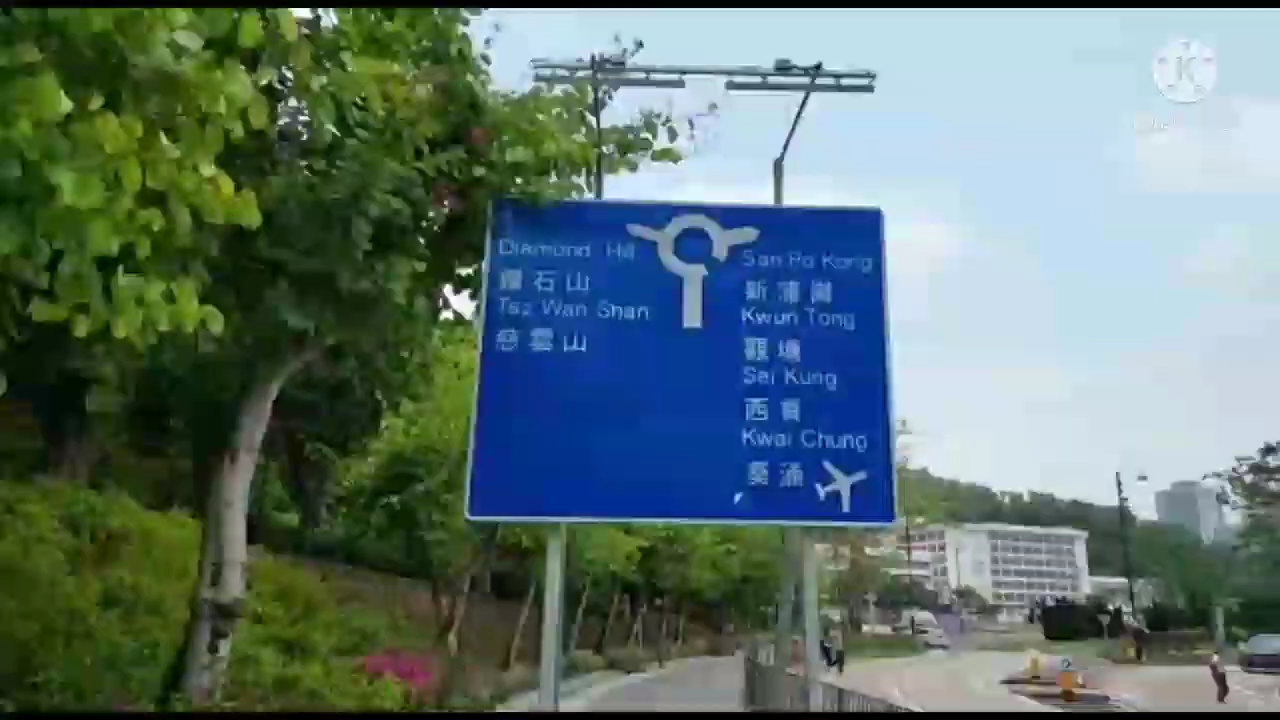 Diamond Hill
鑽石山
Tsz Wan Shan
慈雲山
San Po Kong
新蒲崗
Kwun Tong
觀塘
Sai Kung
西貢
Kwai Chung
葵涌
K